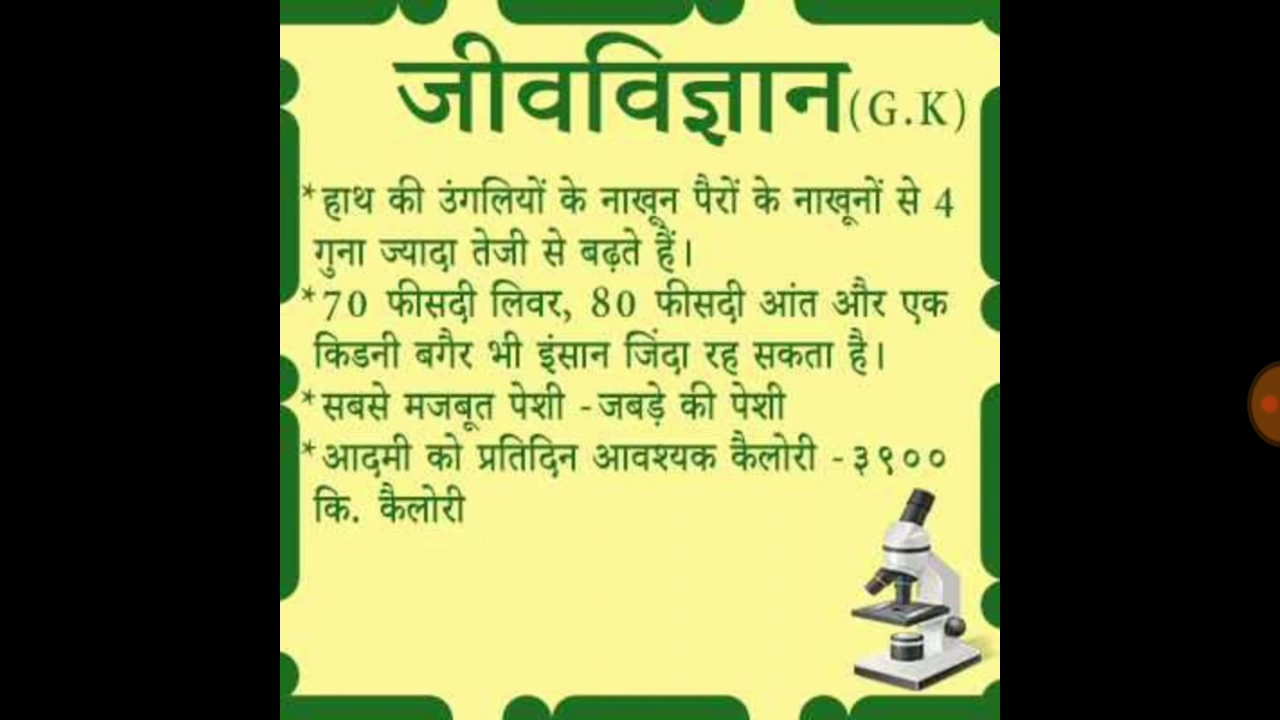 जीवविज्ञान(G.K)
*हाथ की उंगलियों के नाखून पैरों के नाखूनों से 4
गुना ज्यादा तेजी से बढ़ते हैं।
*70 फीसदी लिवर, 80 फीसदी आंत और एक
किडनी बगैर भी इंसान जिंदा रह सकता है।
*सबसे मजबूत पेशी -जबड़े की पेशी
*आदमी को प्रतिदिन आवश्यक कैलोरी -३९००
कि. कैलोरी